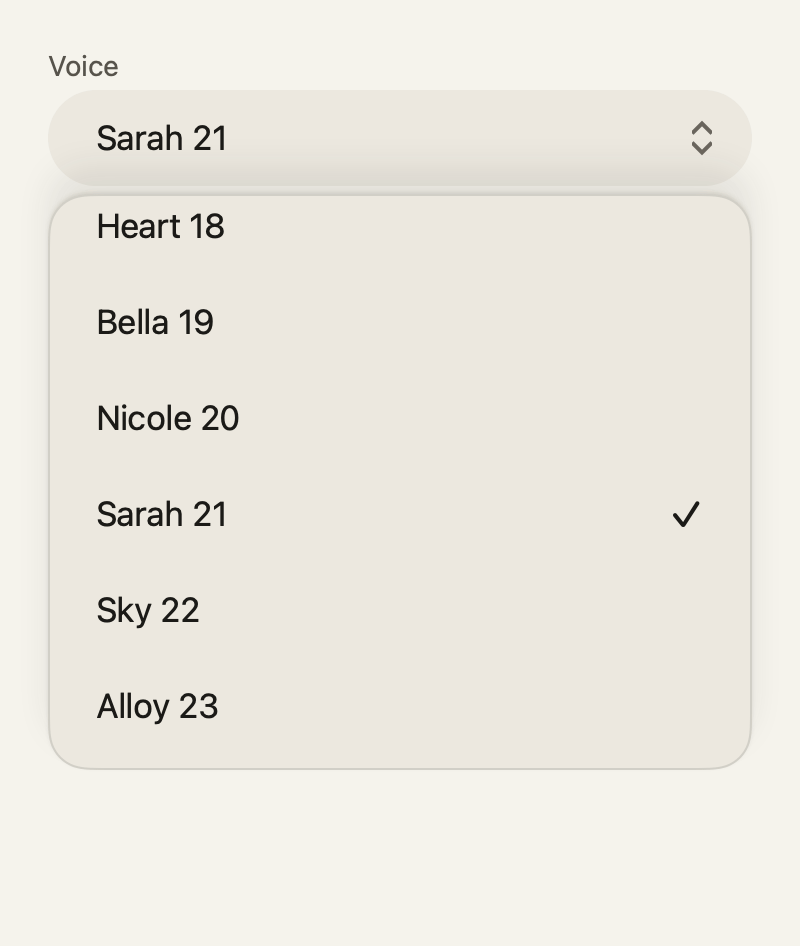 Voice
Sarah 21
Heart 18
Bella 19
Nicole 20
Sarah 21
Sky 22
Alloy 23